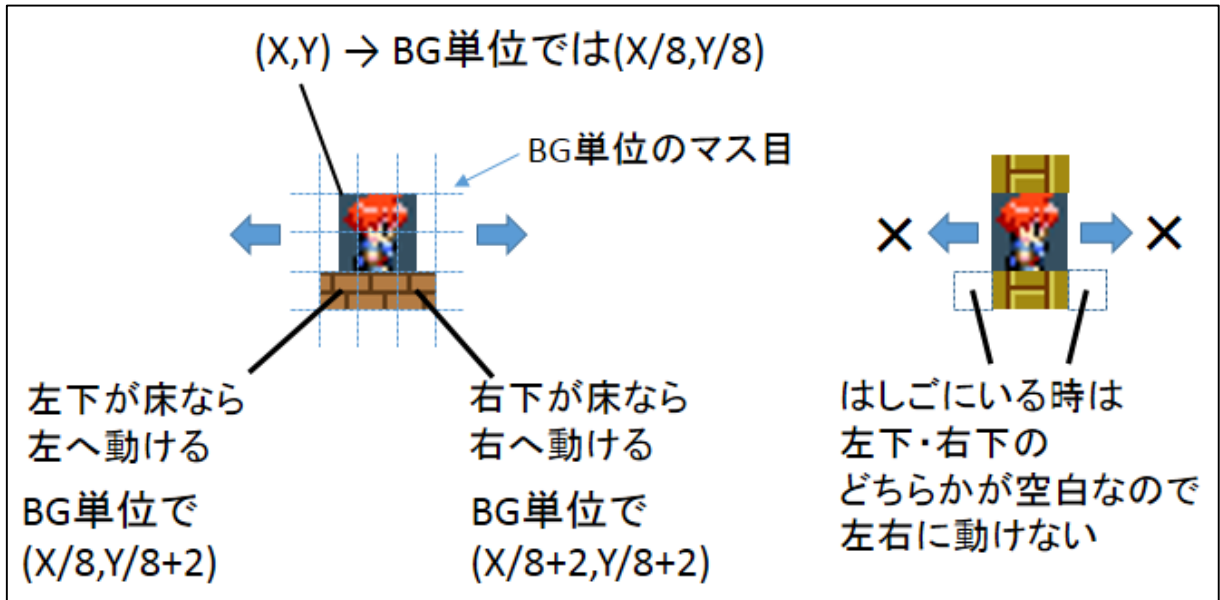 (X,Y) → BG単位では(X/8,Y/8)
BG単位のマス目
×
×
左下が床なら
左へ動ける
BG単位で
(X/8,Y/8+2)
右下が床なら
右へ動ける
BG単位で
(X/8+2,Y/8+2)
はしごにいる時は
左下・右下の
どちらかが空白なので
左右に動けない